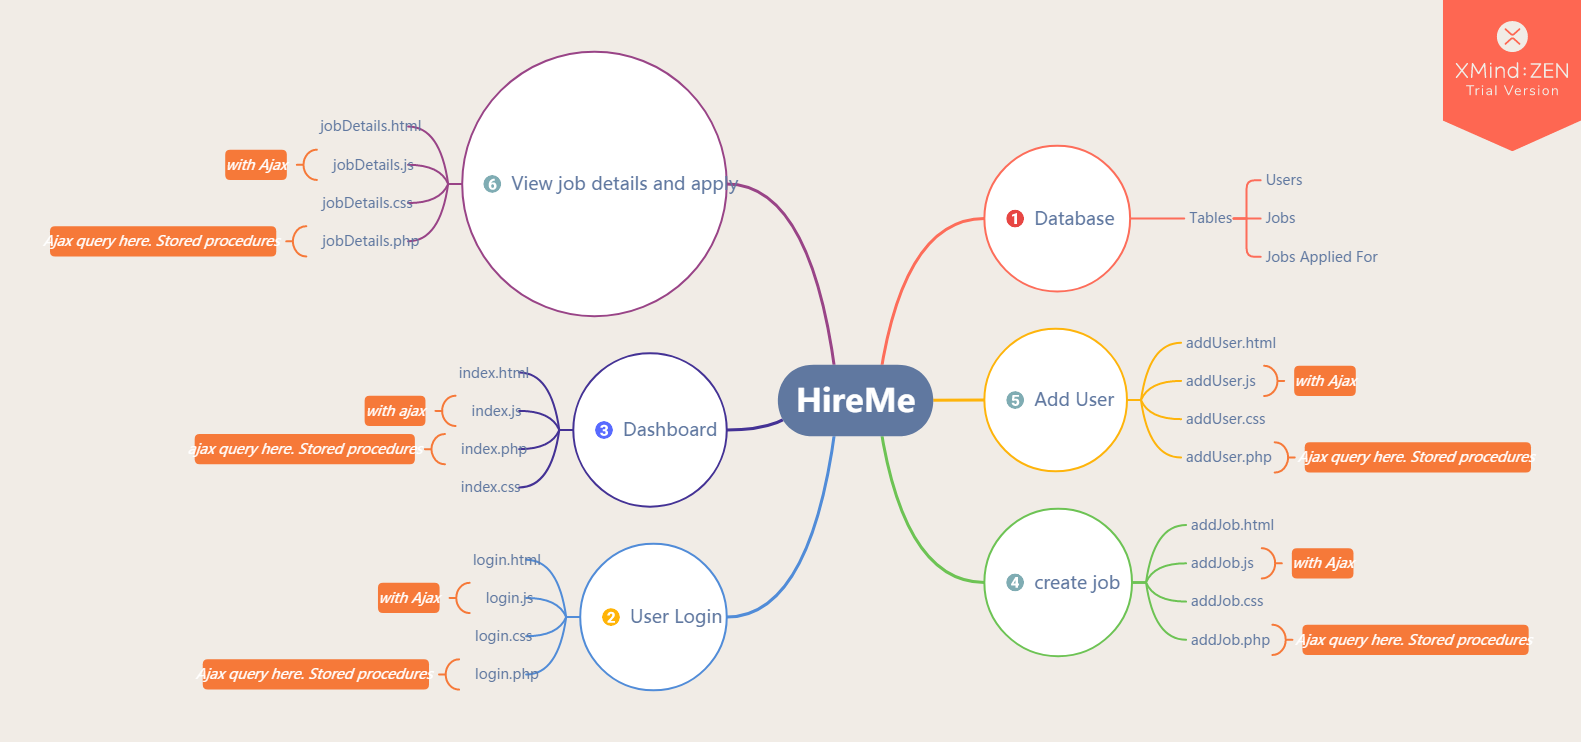 XMind:ZEN
Trial Version
HireMe
1 Database
Tables
Users
Jobs
Jobs Applied For
5 Add User
addUser.html
addUser.js
with Ajax
addUser.css
addUser.php
Ajax query here. Stored procedures
4 create job
addJob.html
addJob.js
with Ajax
addJob.css
addJob.php
Ajax query here. Stored procedures
6 View job details and apply
jobDetails.html
jobDetails.js
with Ajax
jobDetails.css
jobDetails.php
Ajax query here. Stored procedures
3 Dashboard
index.html
index.js
with ajax
index.php
ajax query here. Stored procedures
index.css
2 User Login
login.html
login.js
with Ajax
login.css
login.php
Ajax query here. Stored procedures